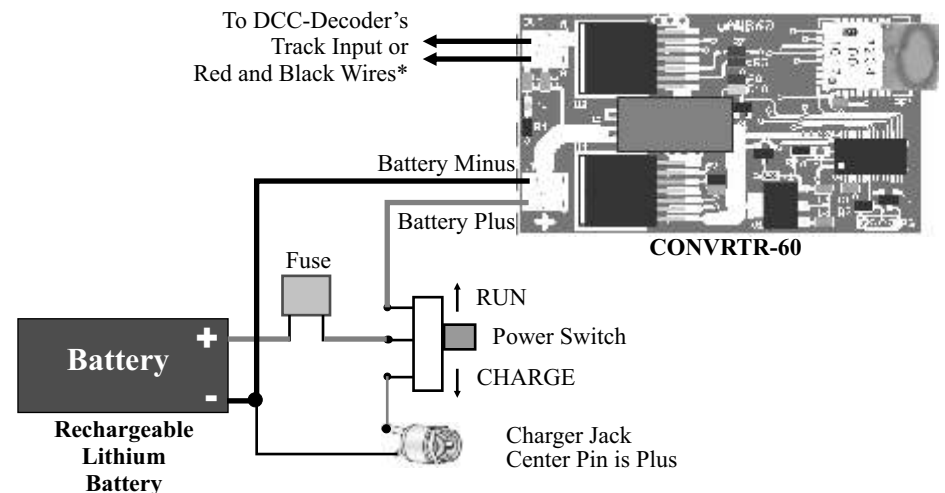 To DCC-Decoder's
Track Input or
Red and Black Wires*
Battery Minus
Battery Plus
+
CONVRTR-60
Fuse
RUN
Power Switch
CHARGE
Battery
+
-
Rechargeable
Lithium
Battery
Charger Jack
Center Pin is Plus